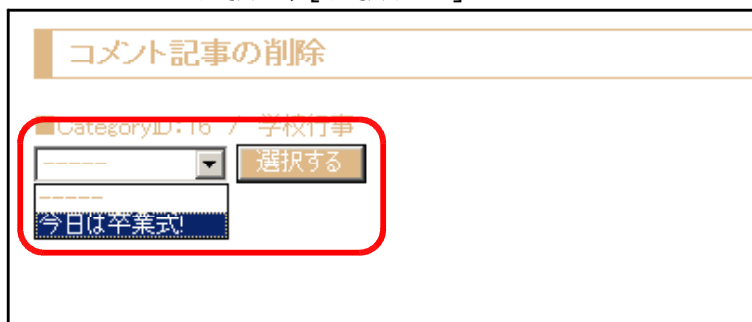 コメント記事の削除
■CategoryID:16 / 学校行事
----- 選択する
-----
今日は卒業式!